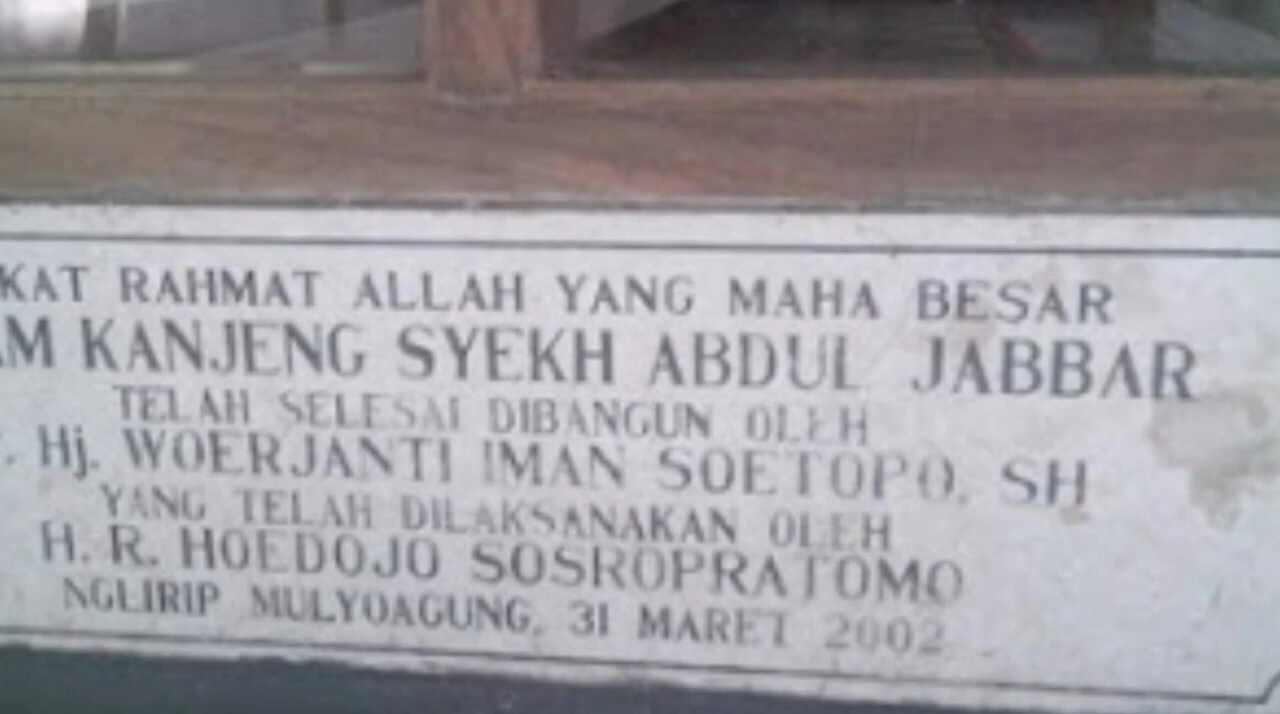 KAT RAHMAT ALLAH YANG MAHA BESAR
AM KANJENG SYEKH ABDUL JABBAR
TELAH SELESAI DIBANGUN OLEH
. Hj. WOERJANTI IMAN SOETOPO, SH
YANG TELAH DILAKSANAKAN OLEH
H. R. HOEDOJO SOSROPRATOMO
NGLIRIP MULYOAGUNG, 31 MARET 2002